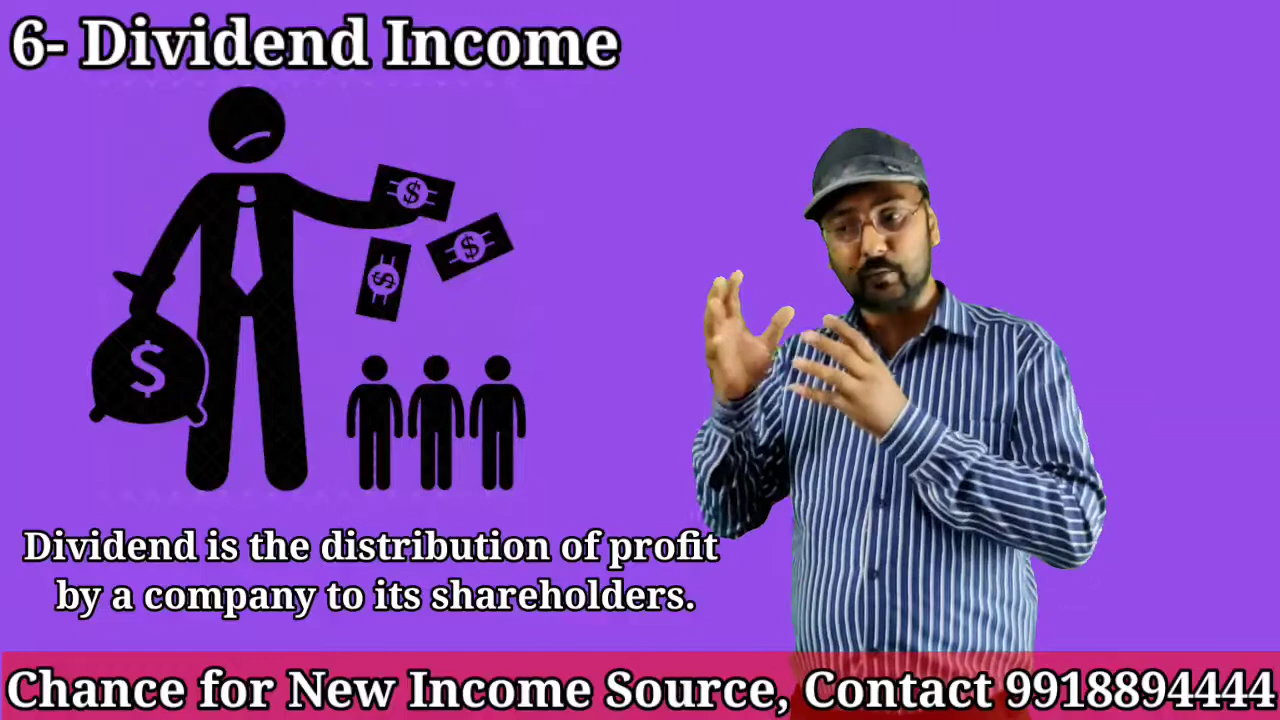 6- Dividend Income
$
$
$
$
Dividend is the distribution of profit
by a company to its shareholders.
Chance for New Income Source, Contact 9918894444